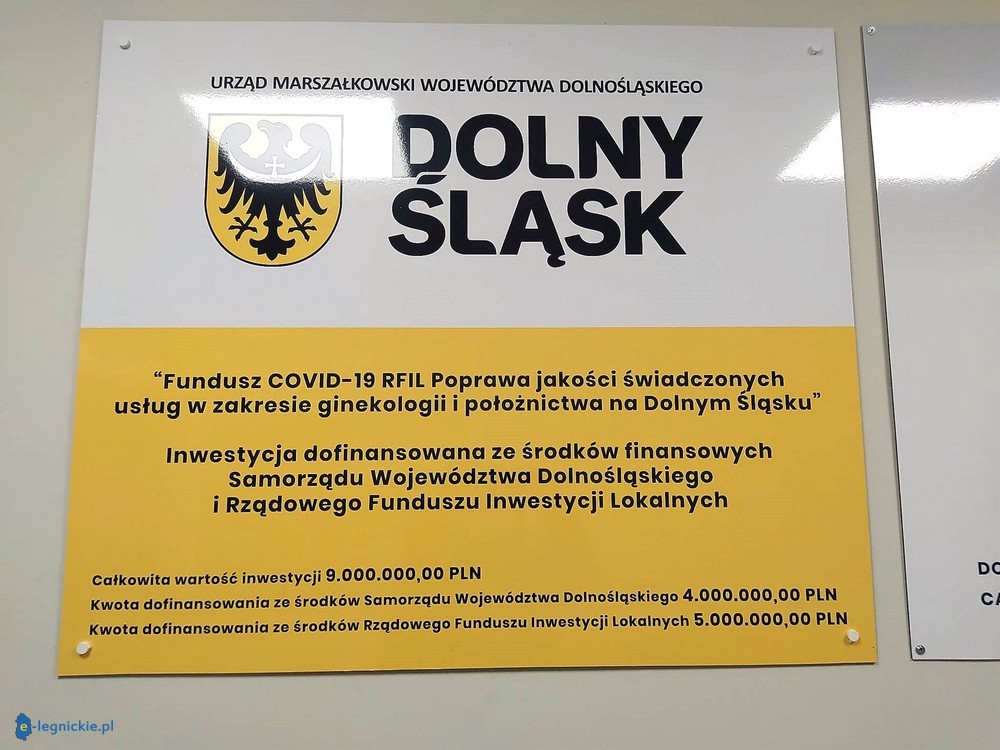 URZĄD MARSZAŁKOWSKI WOJEWÓDZTWA DOLNOŚLĄSKIEGO
DOLNY
ŚLĄSK
“Fundusz COVID-19 RFIL Poprawa jakości świadczonych
usług w zakresie ginekologii i położnictwa na Dolnym Śląsku”
Inwestycja dofinansowana ze środków finansowych
Samorządu Województwa Dolnośląskiego
i Rządowego Funduszu Inwestycji Lokalnych
Całkowita wartość inwestycji 9.000.000,00 PLN
Kwota dofinansowania ze środków Samorządu Województwa Dolnośląskiego 4.000.000,00 PLN
Kwota dofinansowania ze środków Rządowego Funduszu Inwestycji Lokalnych 5.000.000,00 PLN
e-legnickie.pl